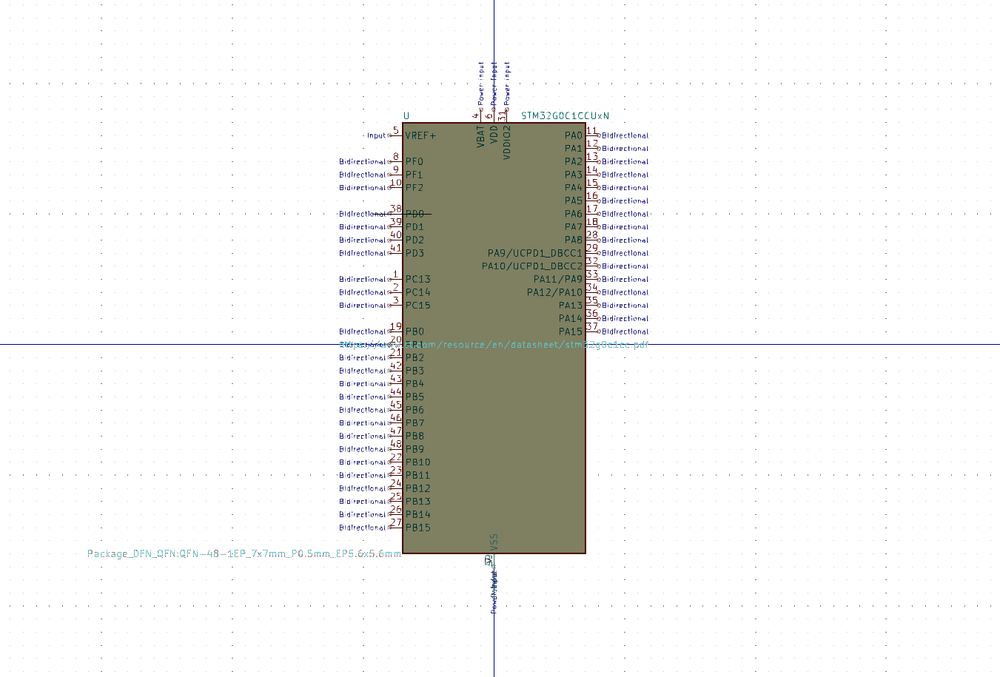 Power input
Power input
Power input
4
6
31
U
STM32G0C1CCUxN
VBAT
VDD
VDDIO2
Input 5 VREF+
Bidirectional 8 PF0
Bidirectional 9 PF1
Bidirectional 10 PF2
Bidirectional 38 PD0
Bidirectional 39 PD1
Bidirectional 40 PD2
Bidirectional 41 PD3
Bidirectional 1 PC13
Bidirectional 2 PC14
Bidirectional 3 PC15
Bidirectional 19 PB0
20 PB1
Bidirectional 21 PB2
Bidirectional 42 PB3
Bidirectional 43 PB4
Bidirectional 44 PB5
Bidirectional 45 PB6
Bidirectional 46 PB7
Bidirectional 47 PB8
Bidirectional 48 PB9
Bidirectional 22 PB10
Bidirectional 23 PB11
Bidirectional 24 PB12
Bidirectional 25 PB13
Bidirectional 26 PB14
Bidirectional 27 PB15
PA0 11 Bidirectional
PA1 12 Bidirectional
PA2 13 Bidirectional
PA3 14 Bidirectional
PA4 15 Bidirectional
PA5 16 Bidirectional
PA6 17 Bidirectional
PA7 18 Bidirectional
PA8 28 Bidirectional
PA9/UCPD1_DBCC1 29 Bidirectional
PA10/UCPD1_DBCC2 32 Bidirectional
PA11/PA9 33 Bidirectional
PA12/PA10 34 Bidirectional
PA13 35 Bidirectional
PA14 36 Bidirectional
PA15 37 Bidirectional
.com/resource/en/datasheet/stm32g0c1cc.pdf
VSS
Package_DFN_QFN:QFN-48-1EP_7x7mm_P0.5mm_EP5.6x5.6mm